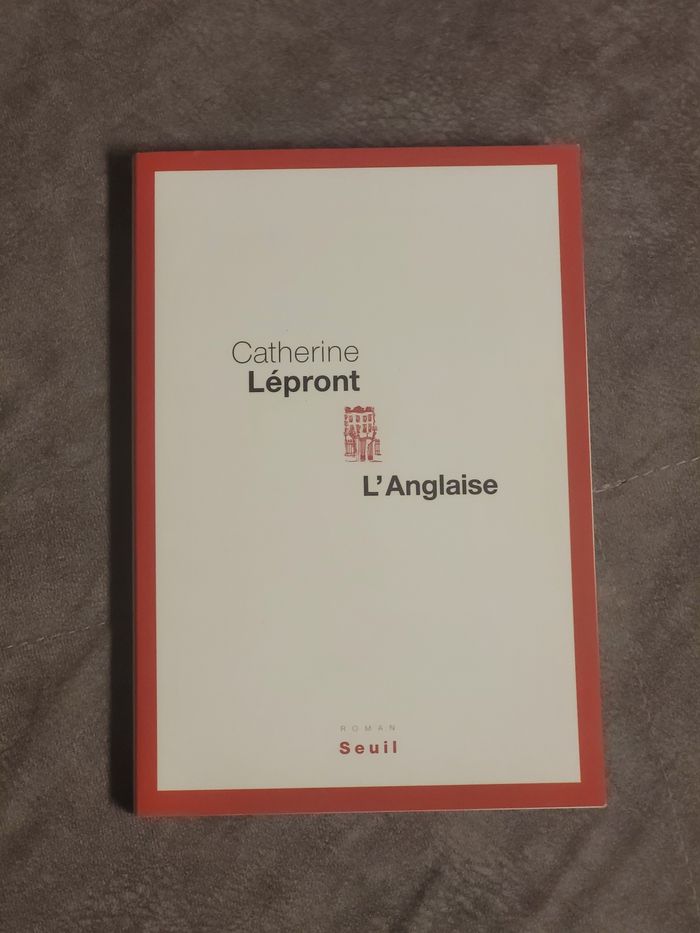 Catherine
Lépront
L'Anglaise
ROMAN
Seuil